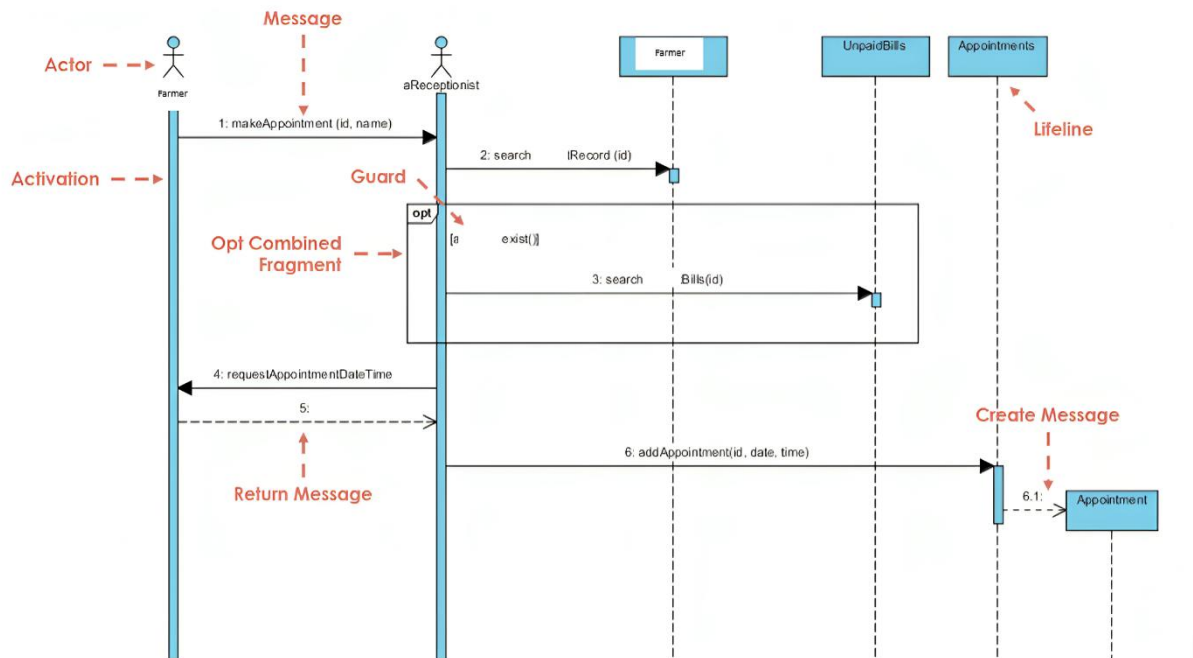 Message
Actor
Farmer
aReceptionist
Farmer
UnpaidBills
Appointments
Lifeline
1: makeAppointment (id, name)
2: search lRecord (id)
Activation
Guard
opt
[a exist()]
Opt Combined
Fragment
3: search Bills(id)
4: requestAppointmentDateTime
5:
Return Message
Create Message
6: addAppointment(id, date, time)
6.1:
Appointment